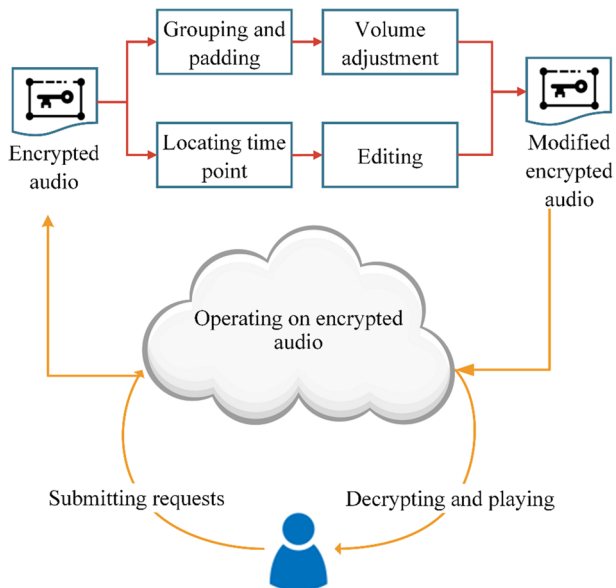 Grouping and
padding
Volume
adjustment
Encrypted
audio
Locating time
point
Editing
Modified
encrypted
audio
Operating on encrypted
audio
Submitting requests
Decrypting and playing